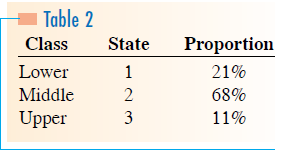 Table 2
Class State Proportion
Lower 1 21%
Middle 2 68%
Upper 3 11%